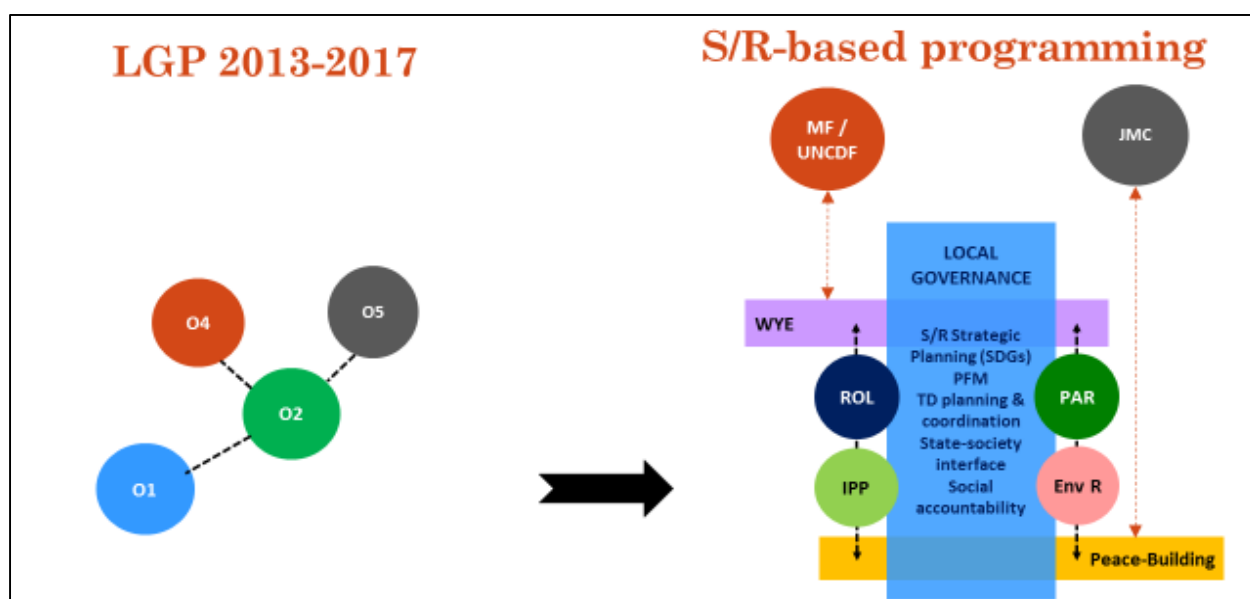 LGP 2013-2017
S/R-based programming
MF /
UNCDF
JMC
LOCAL
GOVERNANCE
O4
O5
WYE
S/R Strategic
Planning (SDGs)
PFM
TD planning &
coordination
State-society
interface
Social
accountability
ROL
PAR
O2
O1
IPP
Env R
Peace-Building